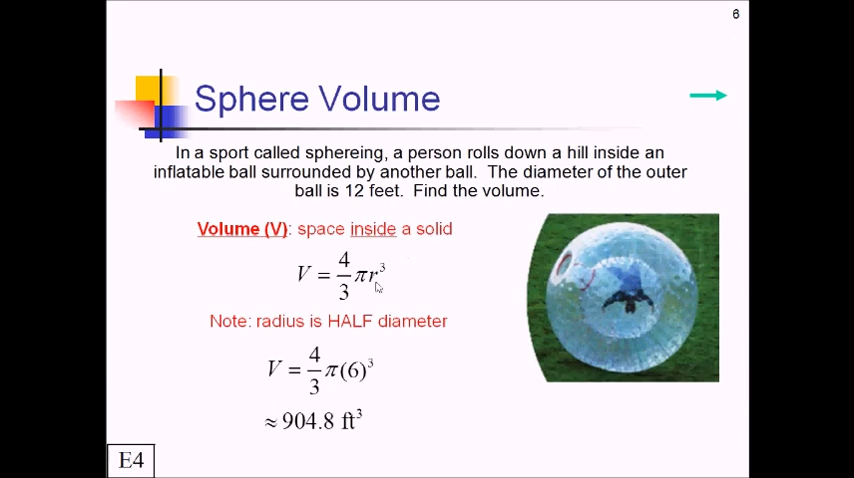 6
Sphere Volume
In a sport called sphereing, a person rolls down a hill inside an
inflatable ball surrounded by another ball. The diameter of the outer
ball is 12 feet. Find the volume.
Volume (V): space inside a solid
V = 4/3 πr³
Note: radius is HALF diameter
V = 4/3 π(6)³
≈ 904.8 ft³
E4